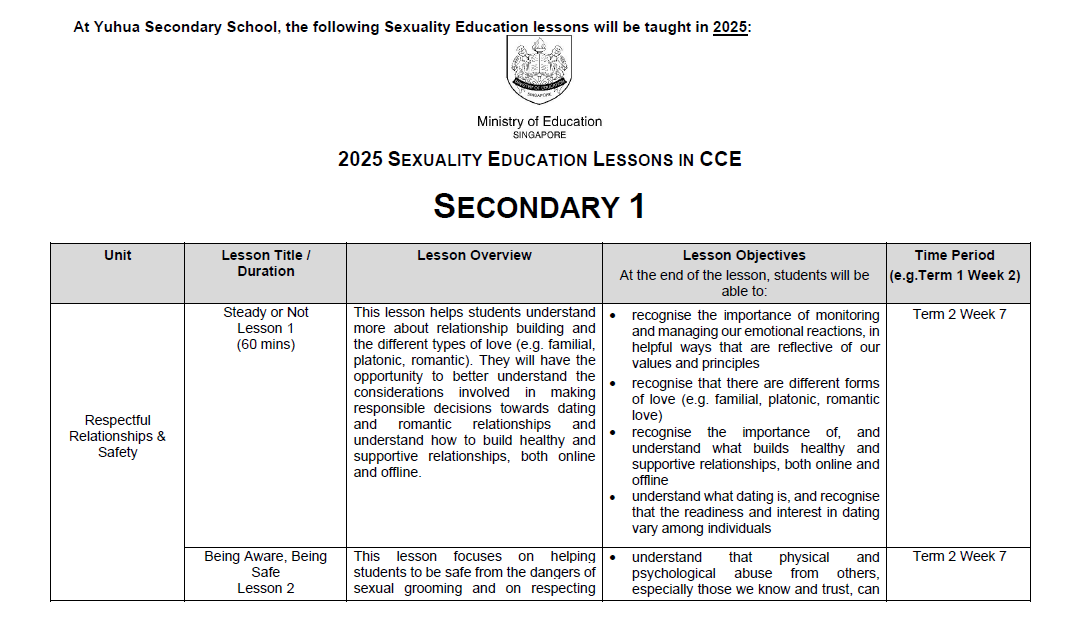 At Yuhua Secondary School, the following Sexuality Education lessons will be taught in 2025:
SINGAPORE
Ministry of Education
SINGAPORE
2025 SEXUALITY EDUCATION LESSONS IN CCE
SECONDARY 1
Unit
Lesson Title /
Duration
Lesson Overview
Lesson Objectives
At the end of the lesson, students will be
able to:
Time Period
(e.g.Term 1 Week 2)
Respectful
Relationships &
Safety
Steady or Not
Lesson 1
(60 mins)
This lesson helps students understand
more about relationship building and
the different types of love (e.g. familial,
platonic, romantic). They will have the
opportunity to better understand the
considerations involved in making
responsible decisions towards dating
and romantic relationships and
understand how to build healthy and
supportive relationships, both online
and offline.
• recognise the importance of monitoring
and managing our emotional reactions, in
helpful ways that are reflective of our
values and principles
• recognise that there are different forms
of love (e.g. familial, platonic, romantic
love)
• recognise the importance of, and
understand what builds healthy and
supportive relationships, both online and
offline
• understand what dating is, and recognise
that the readiness and interest in dating
vary among individuals
Term 2 Week 7
Being Aware, Being
Safe
Lesson 2
This lesson focuses on helping
students to be safe from the dangers of
sexual grooming and on respecting
• understand that physical and
psychological abuse from others,
especially those we know and trust, can
Term 2 Week 7